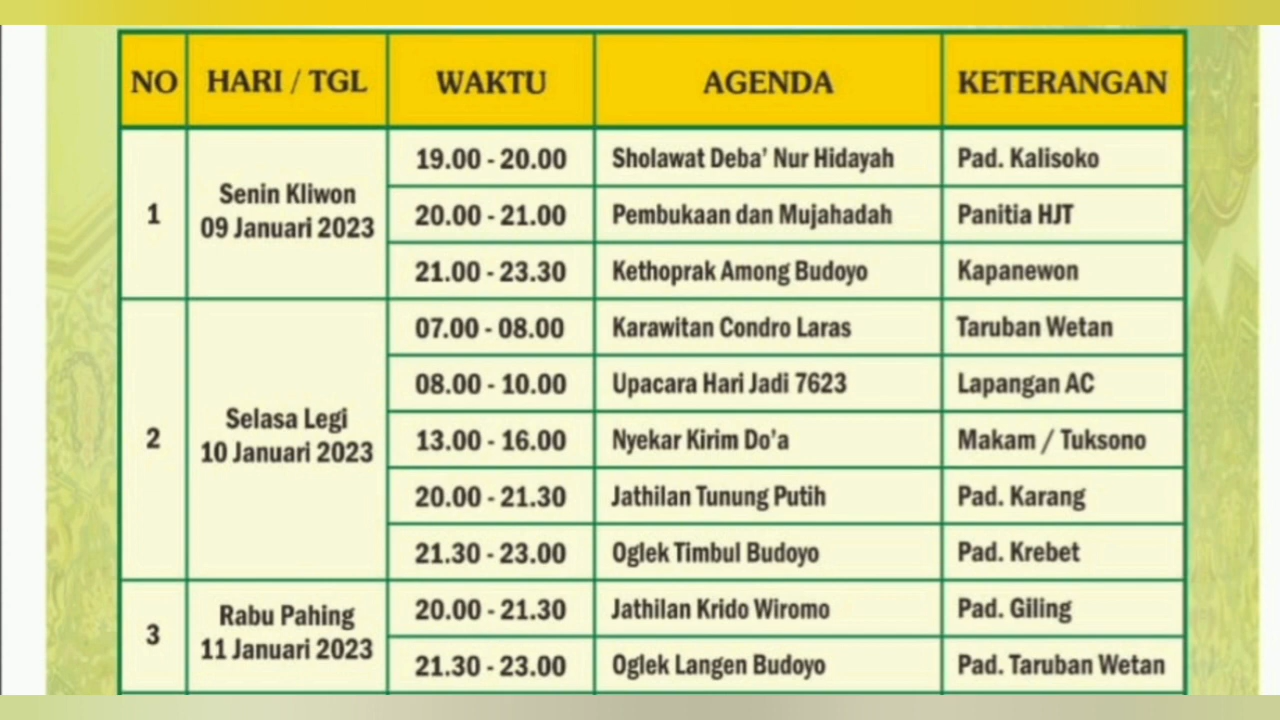 NO HARI / TGL WAKTU AGENDA KETERANGAN
1 Senin Kliwon 09 Januari 2023 19.00 - 20.00 Sholawat Deba’ Nur Hidayah Pad. Kalisoko
20.00 - 21.00 Pembukaan dan Mujahadah Panitia HJT
21.00 - 23.30 Kethoprak Among Budoyo Kapanewon
2 Selasa Legi 10 Januari 2023 07.00 - 08.00 Karawitan Condro Laras Taruban Wetan
08.00 - 10.00 Upacara Hari Jadi 7623 Lapangan AC
13.00 - 16.00 Nyekar Kirim Do’a Makam / Tuksono
20.00 - 21.30 Jathilan Tunung Putih Pad. Karang
21.30 - 23.00 Oglek Timbul Budoyo Pad. Krebet
3 Rabu Pahing 11 Januari 2023 20.00 - 21.30 Jathilan Krido Wiromo Pad. Giling
21.30 - 23.00 Oglek Langen Budoyo Pad. Taruban Wetan